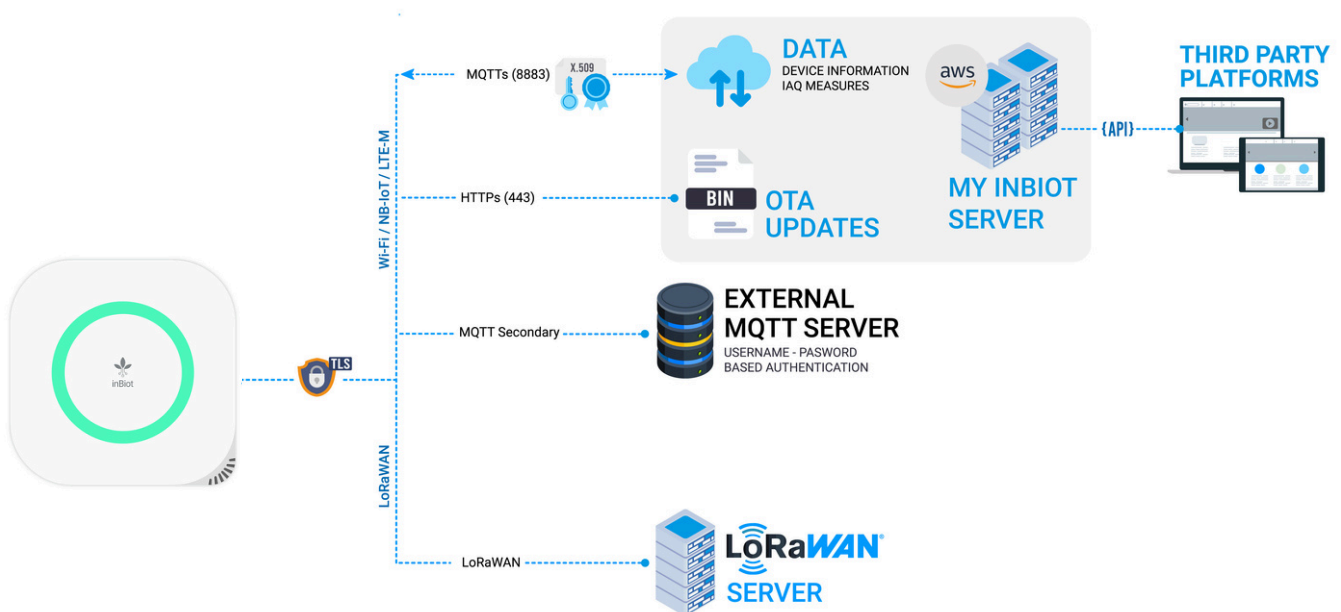 MQTTs (8883)
X.509
DATA
DEVICE INFORMATION
IAQ MEASURES
aws
THIRD PARTY
PLATFORMS
{API}
Wi-Fi / NB-IoT / LTE-M
HTTPs (443)
BIN
OTA
UPDATES
MY INBIOT
SERVER
inBiot
TLS
MQTT Secondary
EXTERNAL
MQTT SERVER
USERNAME - PASWORD
BASED AUTHENTICATION
LoRaWAN
LoRaWAN
LoRaWAN®
SERVER